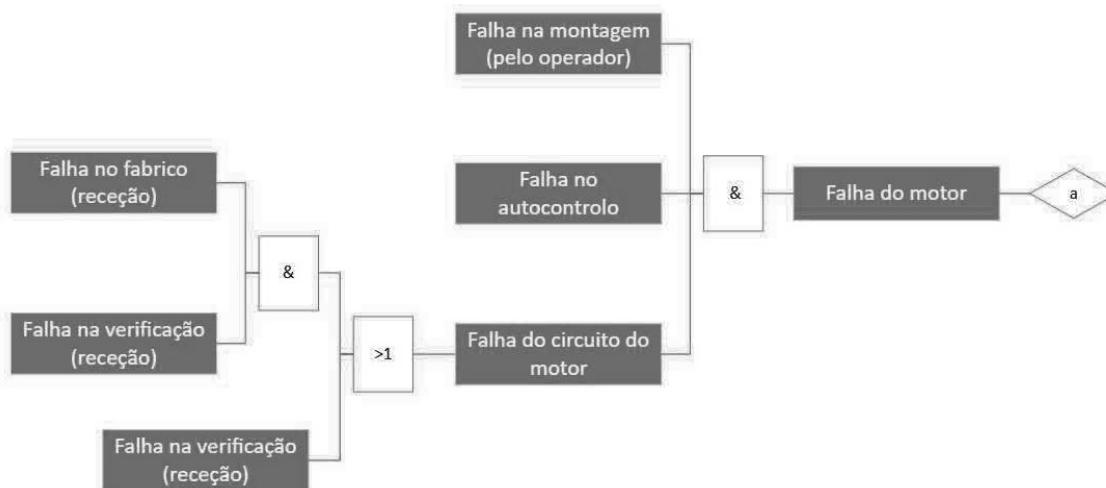 Falha na montagem
(pelo operador)
Falha no fabrico
(receção)
Falha no
autocontrolo
&
Falha do motor
a
&
Falha na verificação
(receção)
>1
Falha do circuito do
motor
Falha na verificação
(receção)